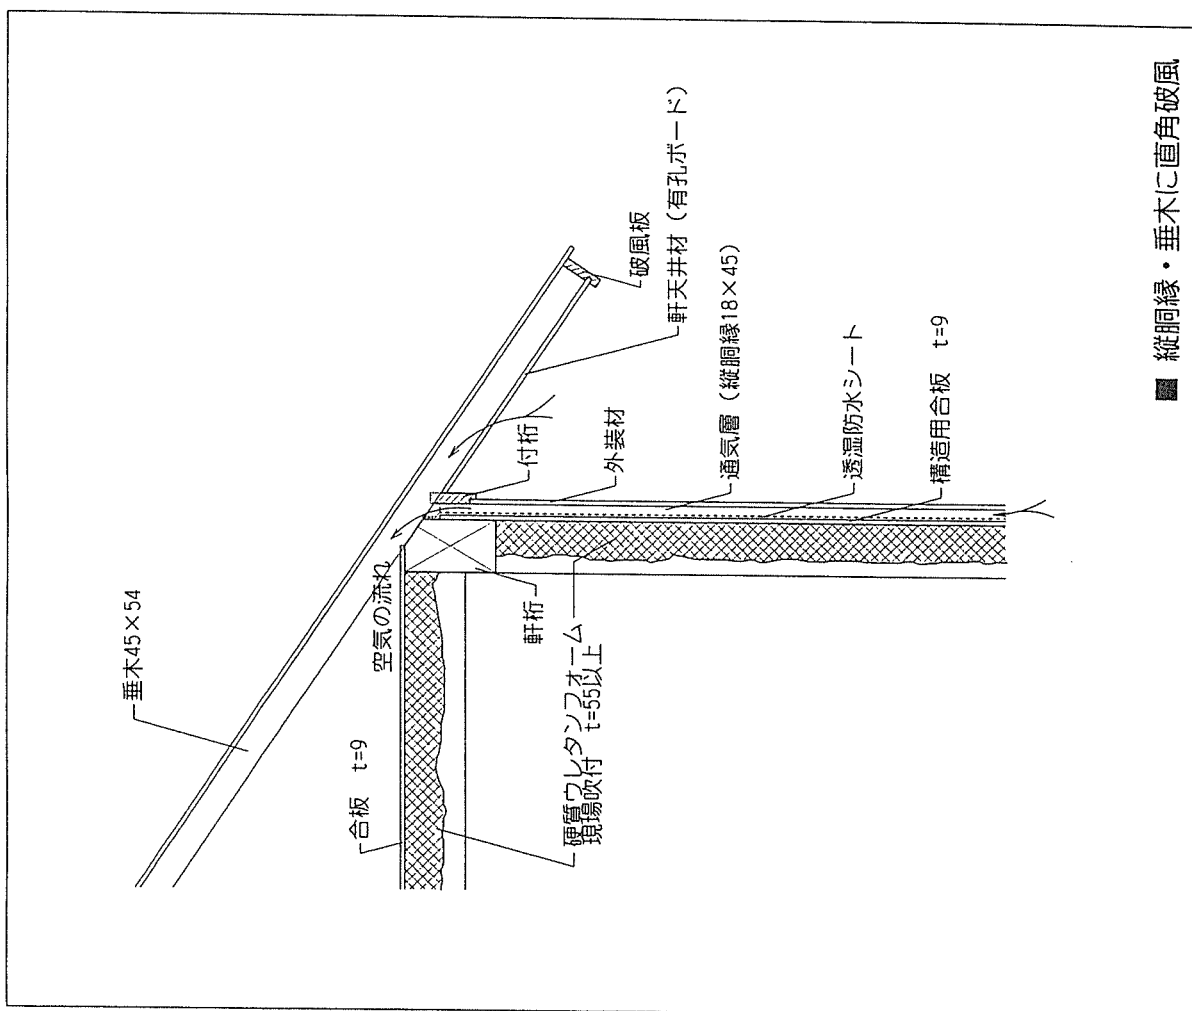 垂木45×54
合板 t=9
空気の流れ
硬質ウレタンフォーム
現場吹付 t=55以上
軒桁
付桁
外装材
破風板
軒天井材（有孔ボード）
通気層（縦胴縁18×45）
透湿防水シート
構造用合板 t=9
■ 縦胴縁・垂木に直角破風